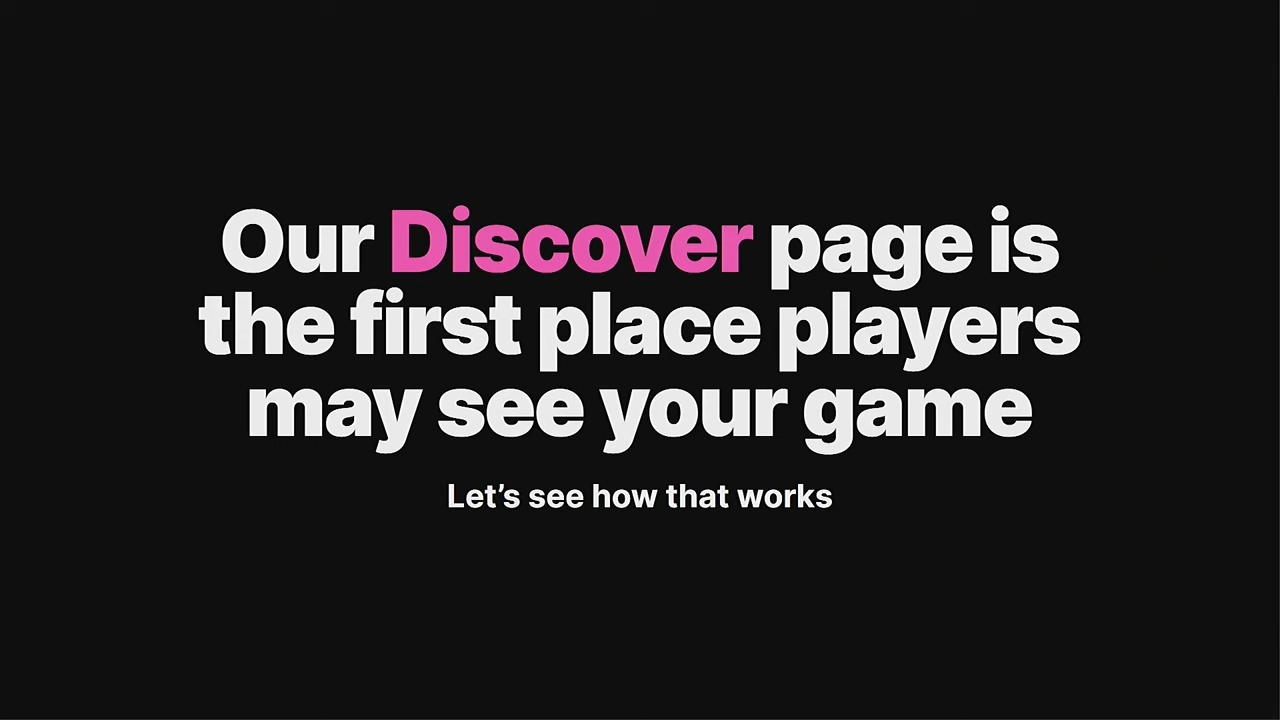 Our Discover page is
the first place players
may see your game
Let’s see how that works